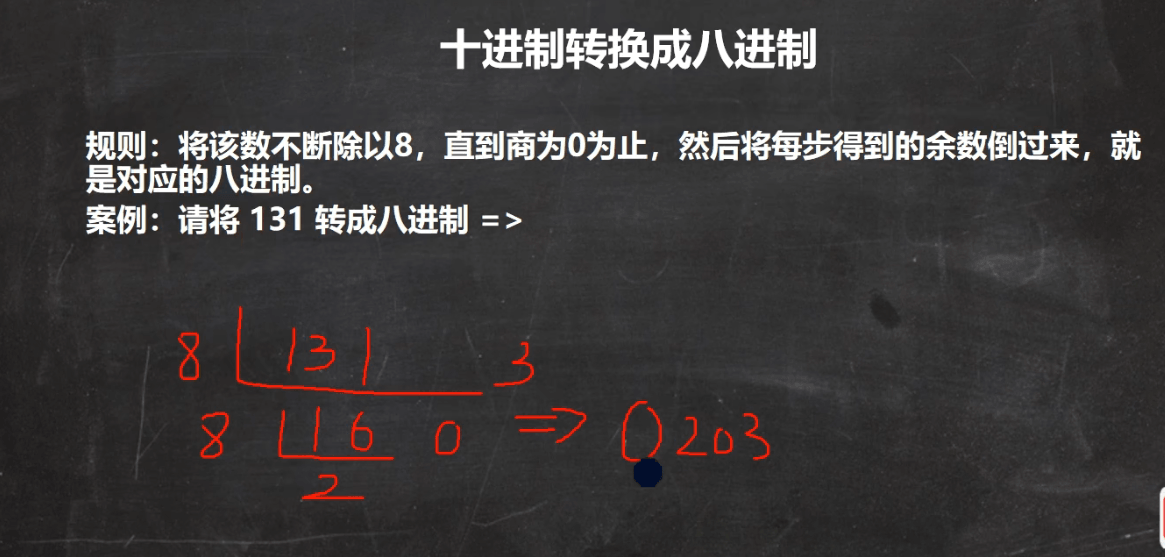 十进制转换成八进制
规则：将该数不断除以8，直到商为0为止，然后将每步得到的余数倒过来，就
是对应的八进制。
案例：请将 131 转成八进制 =>
8 131 3
8 16 0 => 0203
2